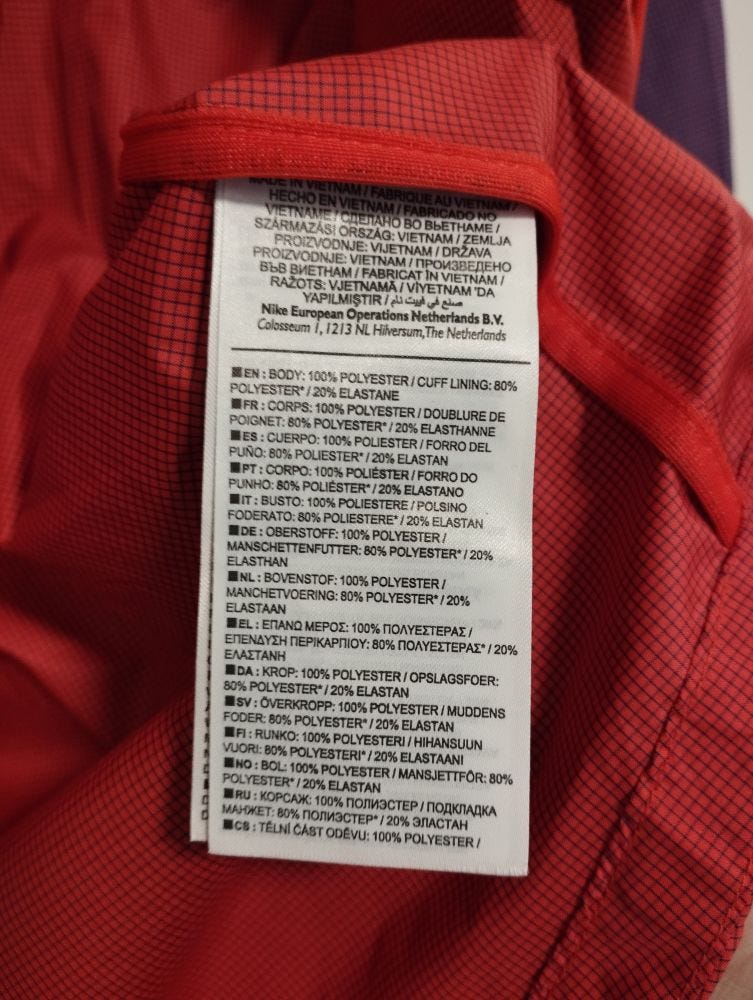 MADE IN VIETNAM / FABRIQUE AU VIETNAM /
HECHO EN VIETNAM / FABRICADO NO
VIETNAME / СДЕЛАНО ВО ВЬЕТНАМЕ /
SZÁRMAZÁSI ORSZÁG: VIETNAM / ZEMLJA
PROIZVODNJE: VIJETNAM / DRŽAVA
PROIZVODNJE: VIETNAM / ПРОИЗВЕДЕНО
ВЪВ ВИЕТНАМ / FABRICAT ÎN VIETNAM /
RAŽOTS: VJETNAMĀ / VİYETNAM 'DA
YAPILMIŞTIR / صنع في فييت نام
Nike European Operations Netherlands B.V.
Colosseum 1, 1213 NL Hilversum, The Netherlands
EN : BODY: 100% POLYESTER / CUFF LINING: 80%
POLYESTER* / 20% ELASTANE
FR : CORPS: 100% POLYESTER / DOUBLURE DE
POIGNET: 80% POLYESTER* / 20% ELASTHANNE
ES : CUERPO: 100% POLIESTER / FORRO DEL
PUÑO: 80% POLIESTER* / 20% ELASTAN
PT : CORPO: 100% POLIÉSTER / FORRO DO
PUNHO: 80% POLIÉSTER* / 20% ELASTANO
IT : BUSTO: 100% POLIESTERE / POLSINO
FODERATO: 80% POLIESTERE* / 20% ELASTAN
DE : OBERSTOFF: 100% POLYESTER /
MANSCHETTENFUTTER: 80% POLYESTER* / 20%
ELASTHAN
NL : BOVENSTOF: 100% POLYESTER /
MANCHETVOERING: 80% POLYESTER* / 20%
ELASTAAN
EL : ΕΠΑΝΩ ΜΕΡΟΣ: 100% ΠΟΛΥΕΣΤΕΡΑΣ /
ΕΠΕΝΔΥΣΗ ΠΕΡΙΚΑΡΠΙΟΥ: 80% ΠΟΛΥΕΣΤΕΡΑΣ* / 20%
ΕΛΑΣΤΑΝΗ
DA : KROP: 100% POLYESTER / OPSLAGSFOER:
80% POLYESTER* / 20% ELASTAN
SV : ÖVERKROPP: 100% POLYESTER / MUDDENS
FODER: 80% POLYESTER* / 20% ELASTAN
FI : RUNKO: 100% POLYESTERI / HIHANSUUN
VUORI: 80% POLYESTERI* / 20% ELASTAANI
NO : BOL: 100% POLYESTER / MANSJETTFÔR: 80%
POLYESTER* / 20% ELASTAN
RU : КОРСАЖ: 100% ПОЛИЭСТЕР / ПОДКЛАДКА
МАНЖЕТ: 80% ПОЛИЭСТЕР* / 20% ЭЛАСТАН
CS : TĚLNÍ ČÁST ODĚVU: 100% POLYESTER /